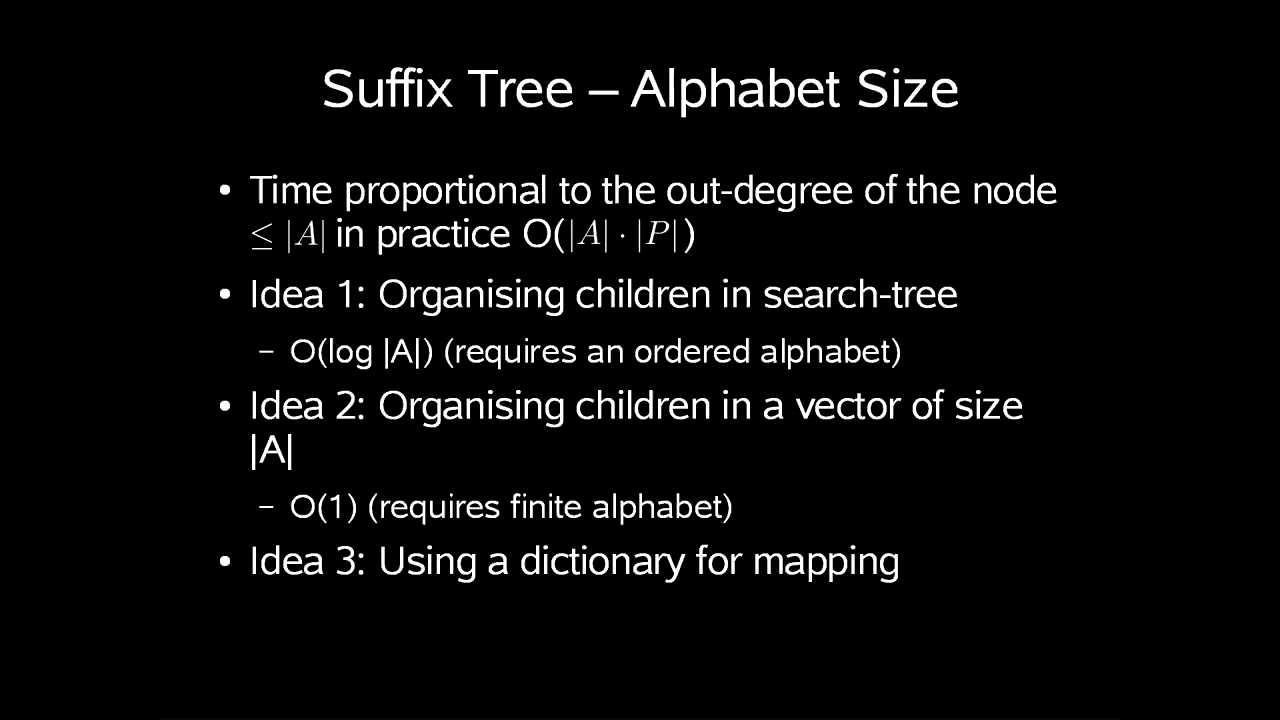 Suffix Tree – Alphabet Size
• Time proportional to the out-degree of the node
≤ |A| in practice O(|A| · |P|)
• Idea 1: Organising children in search-tree
– O(log |A|) (requires an ordered alphabet)
• Idea 2: Organising children in a vector of size
|A|
– O(1) (requires finite alphabet)
• Idea 3: Using a dictionary for mapping